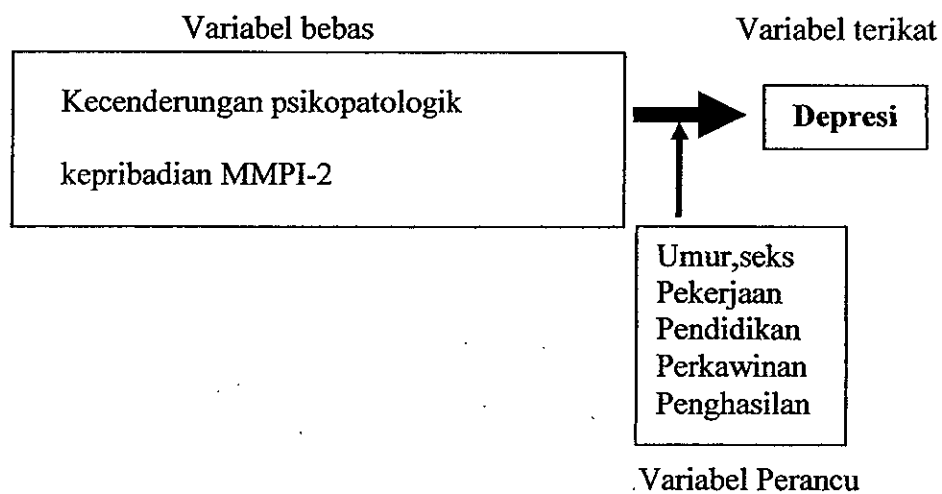 Variabel bebas
Variabel terikat
Kecenderungan psikopatologik
kepribadian MMPI-2
Depresi
Umur,seks
Pekerjaan
Pendidikan
Perkawinan
Penghasilan
.Variabel Perancu